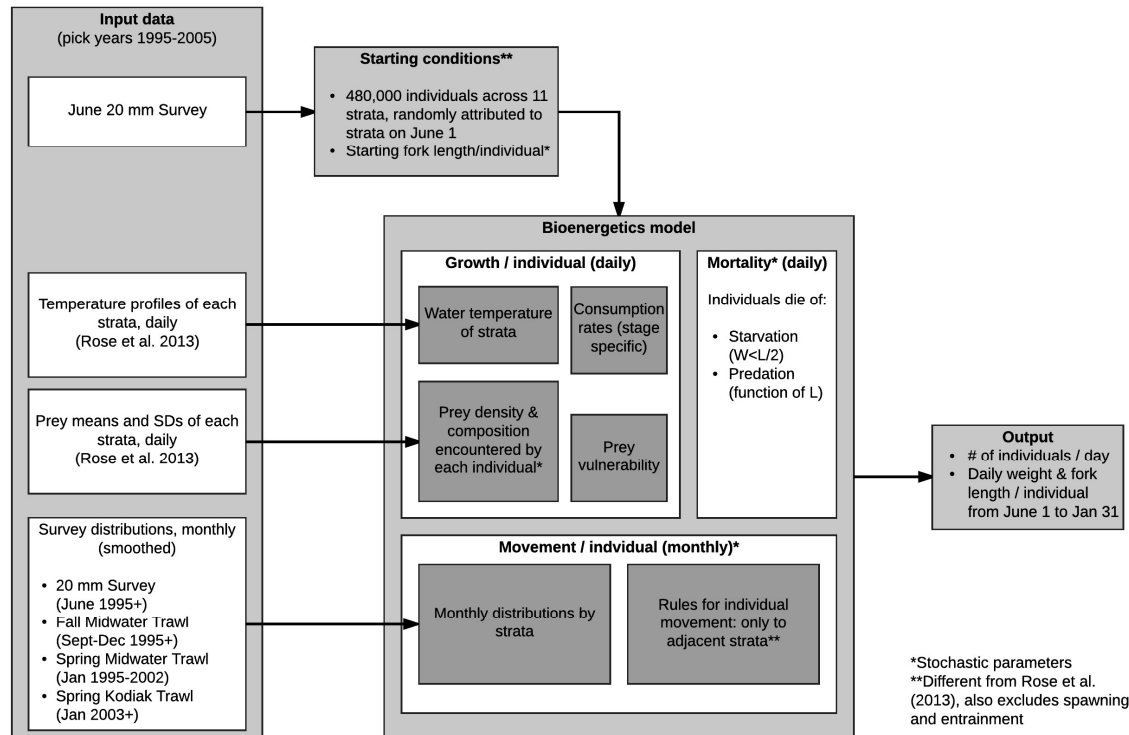 Input data
(pick years 1995-2005)
June 20 mm Survey
Temperature profiles of each
strata, daily
(Rose et al. 2013)
Prey means and SDs of each
strata, daily
(Rose et al. 2013)
Survey distributions, monthly
(smoothed)
• 20 mm Survey
(June 1995+)
• Fall Midwater Trawl
(Sept-Dec 1995+)
• Spring Midwater Trawl
(Jan 1995-2002)
• Spring Kodiak Trawl
(Jan 2003+)
Starting conditions**
• 480,000 individuals across 11
strata, randomly attributed to
strata on June 1
• Starting fork length/individual*
Bioenergetics model
Growth / individual (daily)
Water temperature
of strata
Consumption
rates (stage
specific)
Prey density &
composition
encountered by
each individual*
Prey
vulnerability
Mortality* (daily)
Individuals die of:
• Starvation
(W<L/2)
• Predation
(function of L)
Movement / indvidual (monthly)*
Monthly distributions by
strata
Rules for individual
movement: only to
adjacent strata**
Output
• # of individuals / day
• Daily weight & fork
length / individual
from June 1 to Jan 31
*Stochastic parameters
**Different from Rose et al.
(2013), also excludes spawning
and entrainment